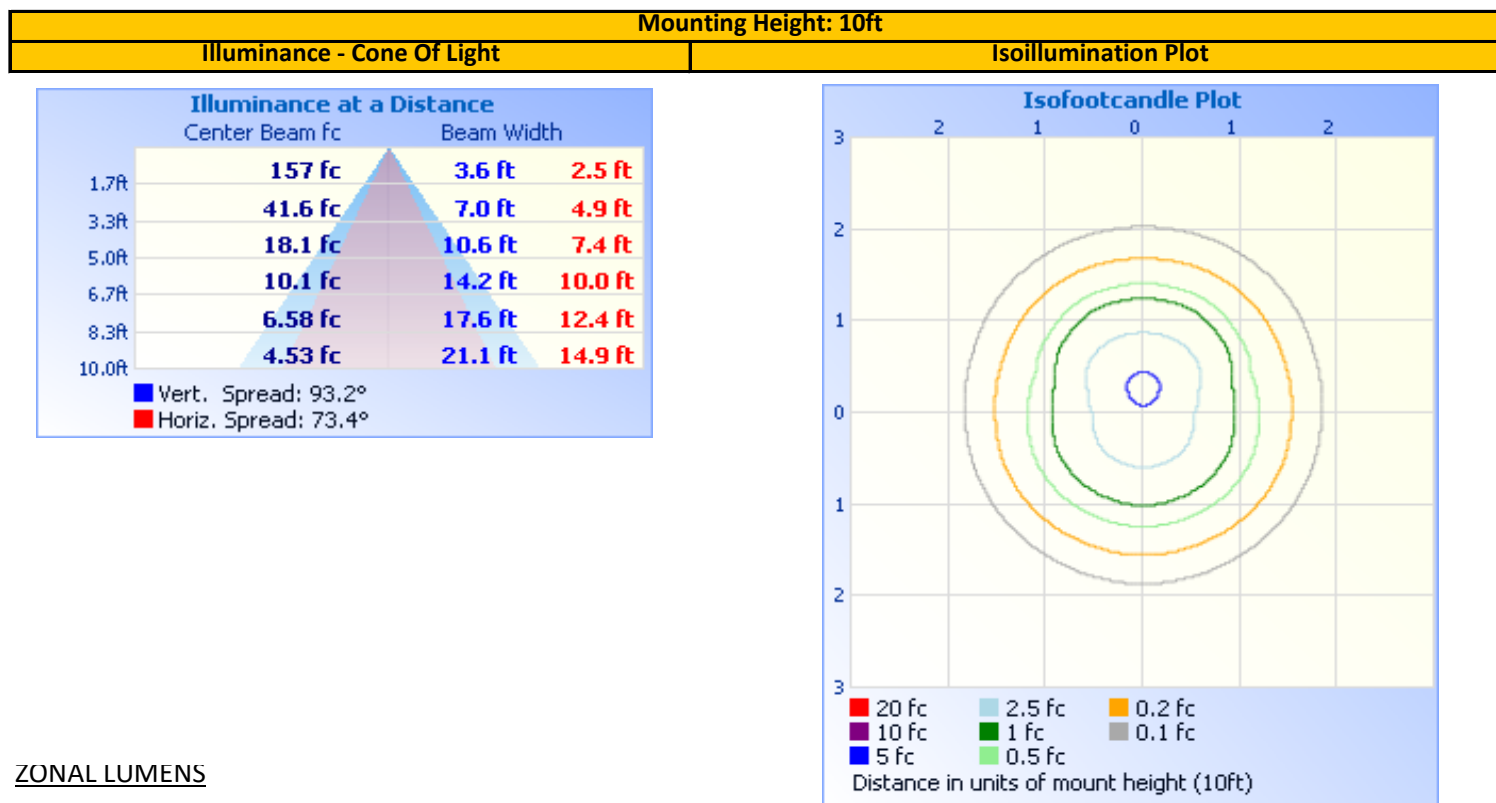 Mounting Height: 10ft
Illuminance - Cone Of Light
Isoillumination Plot
Illuminance at a Distance
Center Beam fc Beam Width
1.7ft 157 fc 3.6 ft 2.5 ft
3.3ft 41.6 fc 7.0 ft 4.9 ft
5.0ft 18.1 fc 10.6 ft 7.4 ft
6.7ft 10.1 fc 14.2 ft 10.0 ft
8.3ft 6.58 fc 17.6 ft 12.4 ft
10.0ft 4.53 fc 21.1 ft 14.9 ft
Vert. Spread: 93.2°
Horiz. Spread: 73.4°
Isofootcandle Plot
2 1 0 1 2
3
2
1
0
1
2
3
20 fc 2.5 fc 0.2 fc
10 fc 1 fc 0.1 fc
5 fc 0.5 fc
Distance in units of mount height (10ft)
ZONAL LUMENS